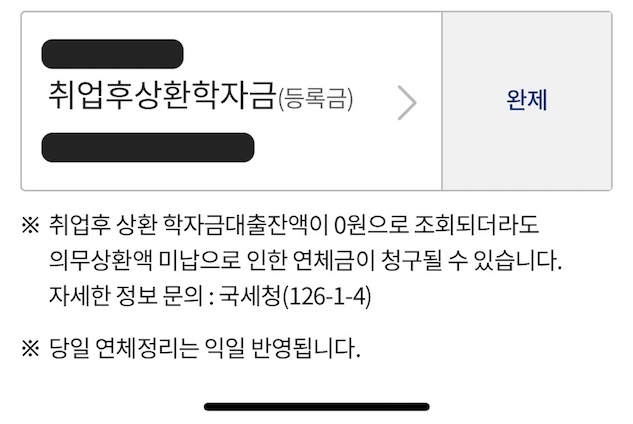 취업후상환학자금(등록금)
완제
※ 취업후 상환 학자금대출잔액이 0원으로 조회되더라도
의무상환액 미납으로 인한 연체금이 청구될 수 있습니다.
자세한 정보 문의 : 국세청(126-1-4)
※ 당일 연체정리는 익일 반영됩니다.